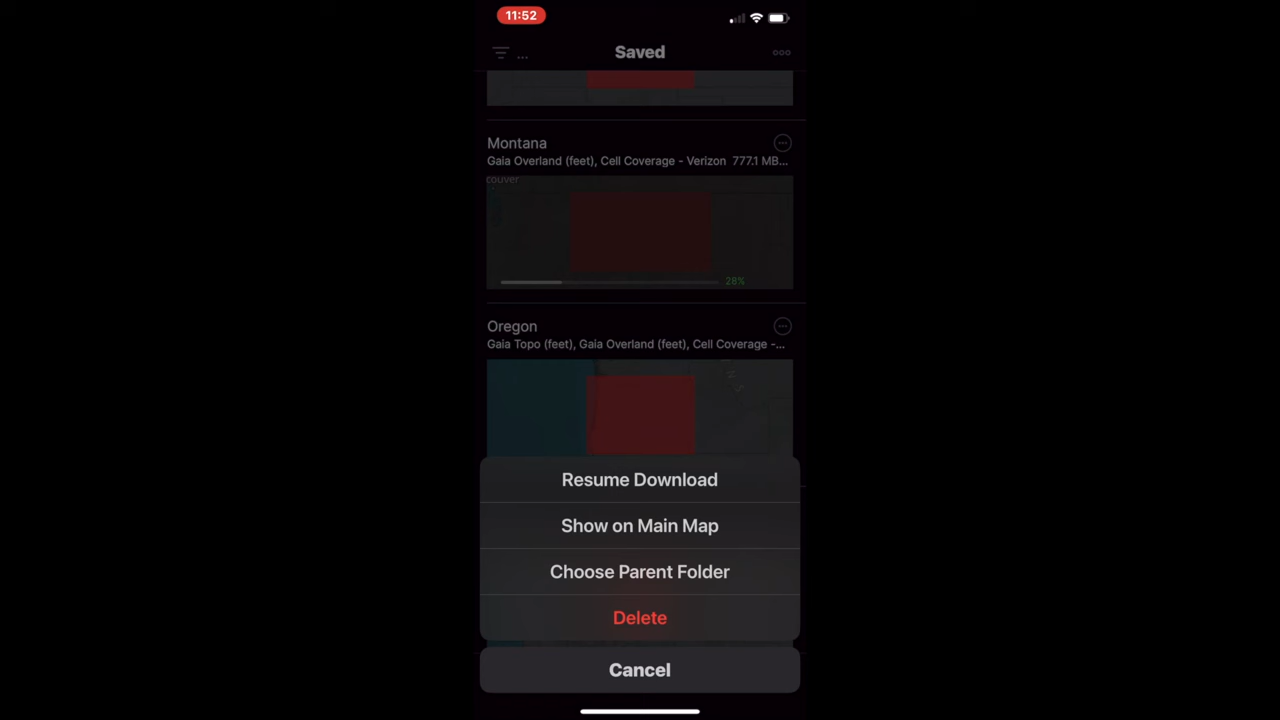 11:52
...
Saved
Montana
Gaia Overland (feet), Cell Coverage - Verizon 777.1 MB...
couver
28%
Oregon
Gaia Topo (feet), Gaia Overland (feet), Cell Coverage -...
Resume Download
Show on Main Map
Choose Parent Folder
Delete
Cancel